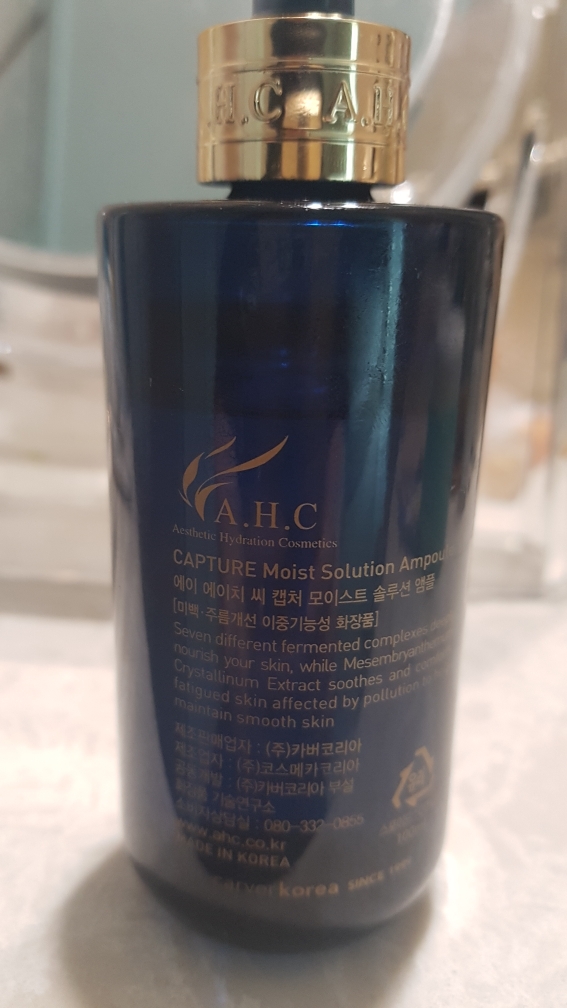 H.C A.H
A.H.C
Aesthetic Hydration Cosmetics
CAPTURE Moist Solution
에이 에이치 씨 캡처 모이스트 솔루션 앰플
[미백·주름개선 이중기능성 화장품]
Seven different fermented complexes
nourish your skin, while
Crystallinum Extract soothes and
fatigued skin affected by pollution to
maintain smooth skin
제조판매업자 : (주)카버코리아
제조업자 : (주)코스메카코리아
공동개발 : (주)카버코리아 부설
화장품 기술연구소
소비자상담실 : 080-332-0855
www.ahc.co.kr
MADE IN KOREA
carverkorea SINCE